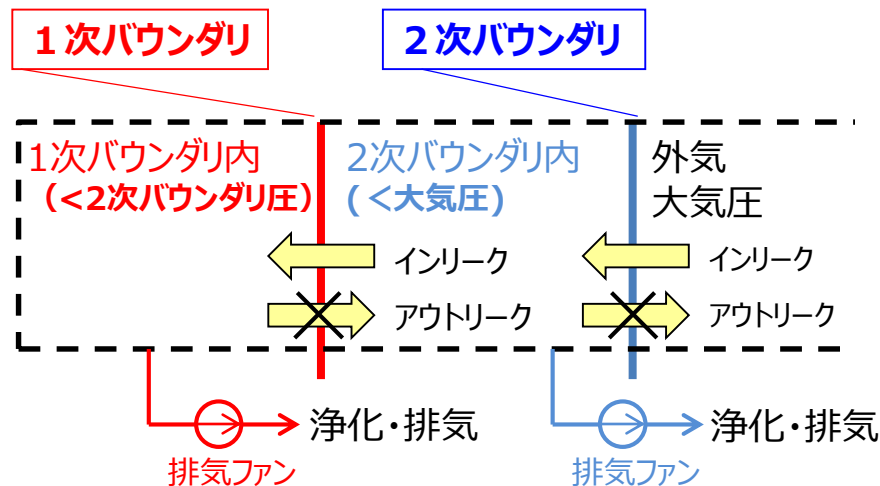 １次バウンダリ
２次バウンダリ
1次バウンダリ内
（<2次バウンダリ圧）
2次バウンダリ内
(＜大気圧)
外気
大気圧
インリーク
インリーク
アウトリーク
アウトリーク
浄化・排気
浄化・排気
排気ファン
排気ファン